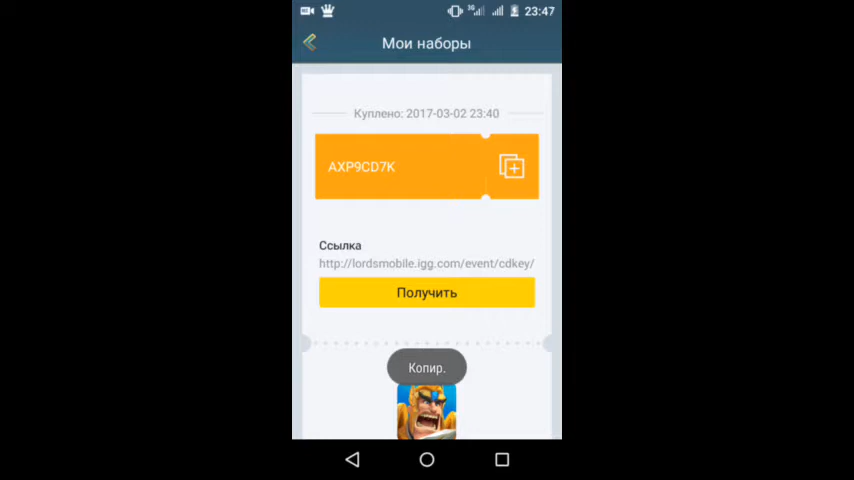 3G 23:47
Мои наборы
Куплено: 2017-03-02 23:40
AXP9CD7K
Ссылка
http://lordsmobile.igg.com/event/cdkey/
Получить
Копир.